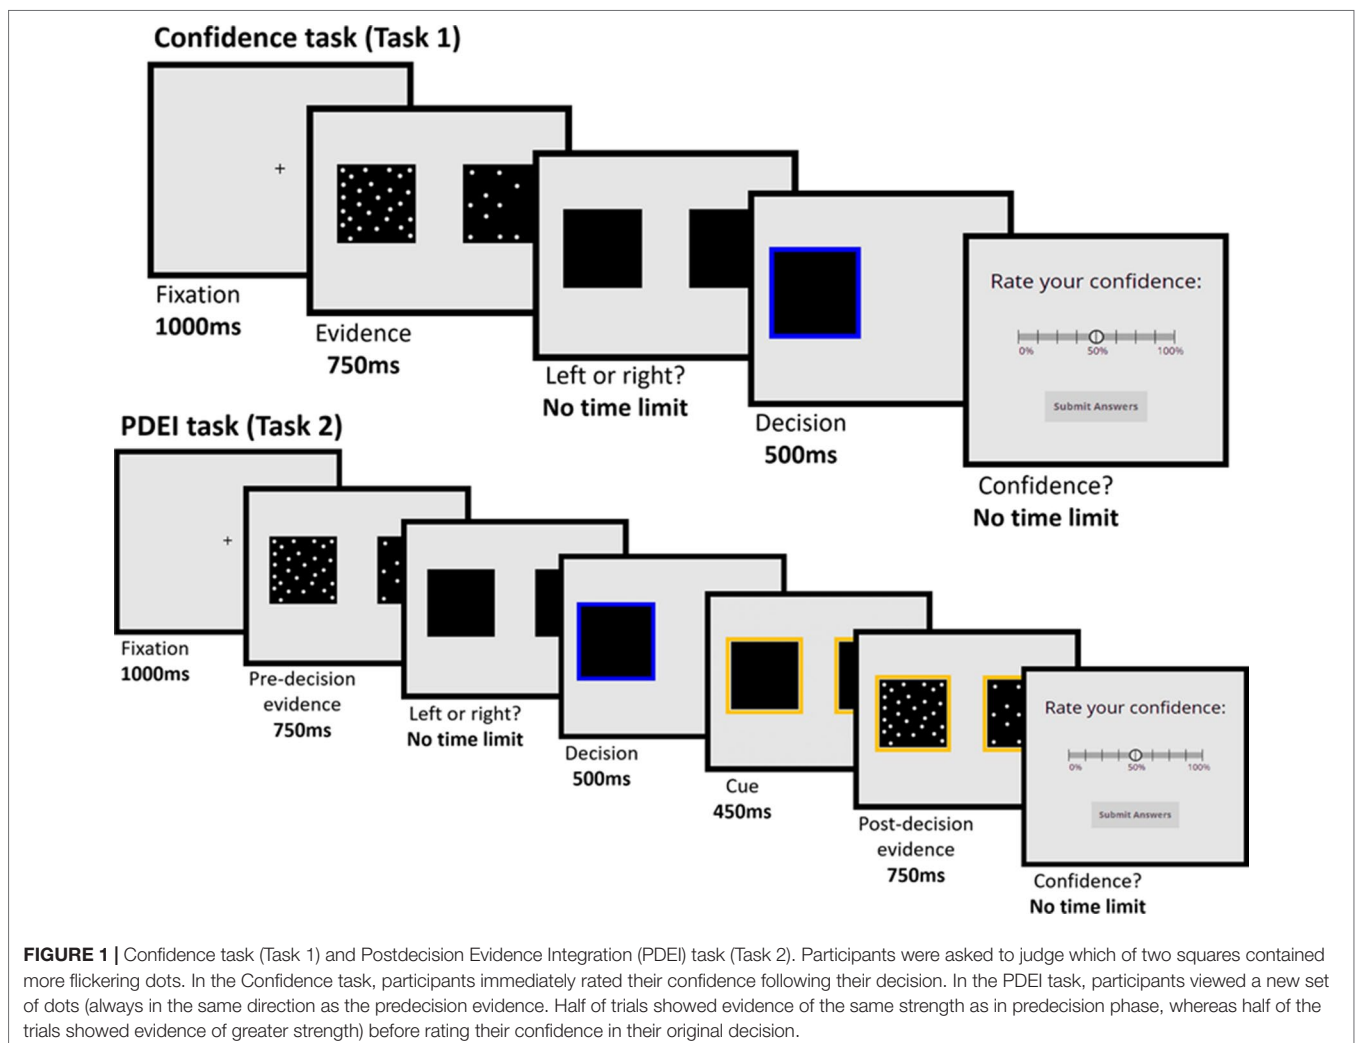 Confidence task (Task 1)
+
Fixation
1000ms
Evidence
750ms
Left or right?
No time limit
Decision
500ms
Rate your confidence:
0% 50% 100%
Submit Answers
Confidence?
No time limit
PDEI task (Task 2)
+
Fixation
1000ms
Pre-decision
evidence
750ms
Left or right?
No time limit
Decision
500ms
Cue
450ms
Post-decision
evidence
750ms
Rate your confidence:
0% 50% 100%
Submit Answers
Confidence?
No time limit
FIGURE 1 | Confidence task (Task 1) and Postdecision Evidence Integration (PDEI) task (Task 2). Participants were asked to judge which of two squares contained
more flickering dots. In the Confidence task, participants immediately rated their confidence following their decision. In the PDEI task, participants viewed a new set
of dots (always in the same direction as the predecision evidence. Half of trials showed evidence of the same strength as in predecision phase, whereas half of the
trials showed evidence of greater strength) before rating their confidence in their original decision.